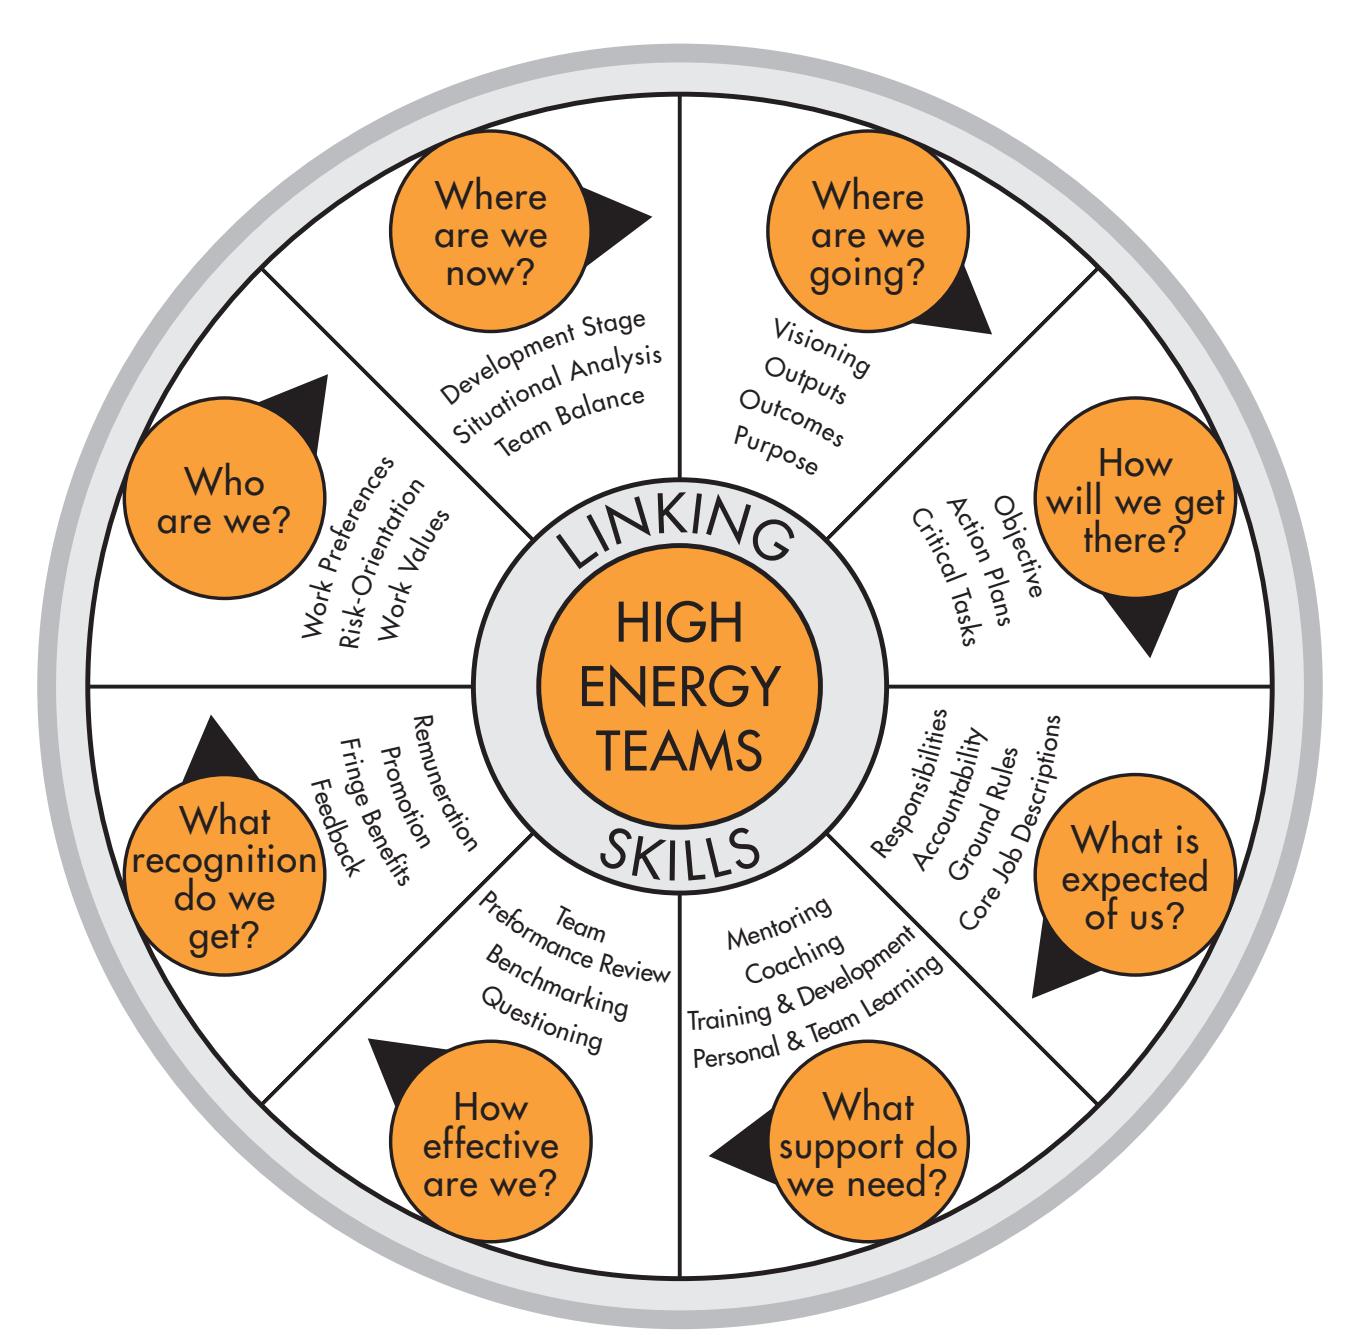 Where
are we
now?
Development Stage
Situational Analysis
Team Balance
Where
are we
going?
Visioning
Outputs
Outcomes
Purpose
How
will we get
there?
Objective
Action Plans
Critical Tasks
What is
expected
of us?
Responsibilities
Accountability
Ground Rules
Core Job Descriptions
What
support do
we need?
Mentoring
Coaching
Training & Development
Personal & Team Learning
How
effective
are we?
Team
Preformance Review
Benchmarking
Questioning
What
recognition
do we
get?
Remuneration
Promotion
Fringe Benefits
Feedback
Who
are we?
Work Preferences
Risk-Orientation
Work Values
LINKING
HIGH
ENERGY
TEAMS
SKILLS